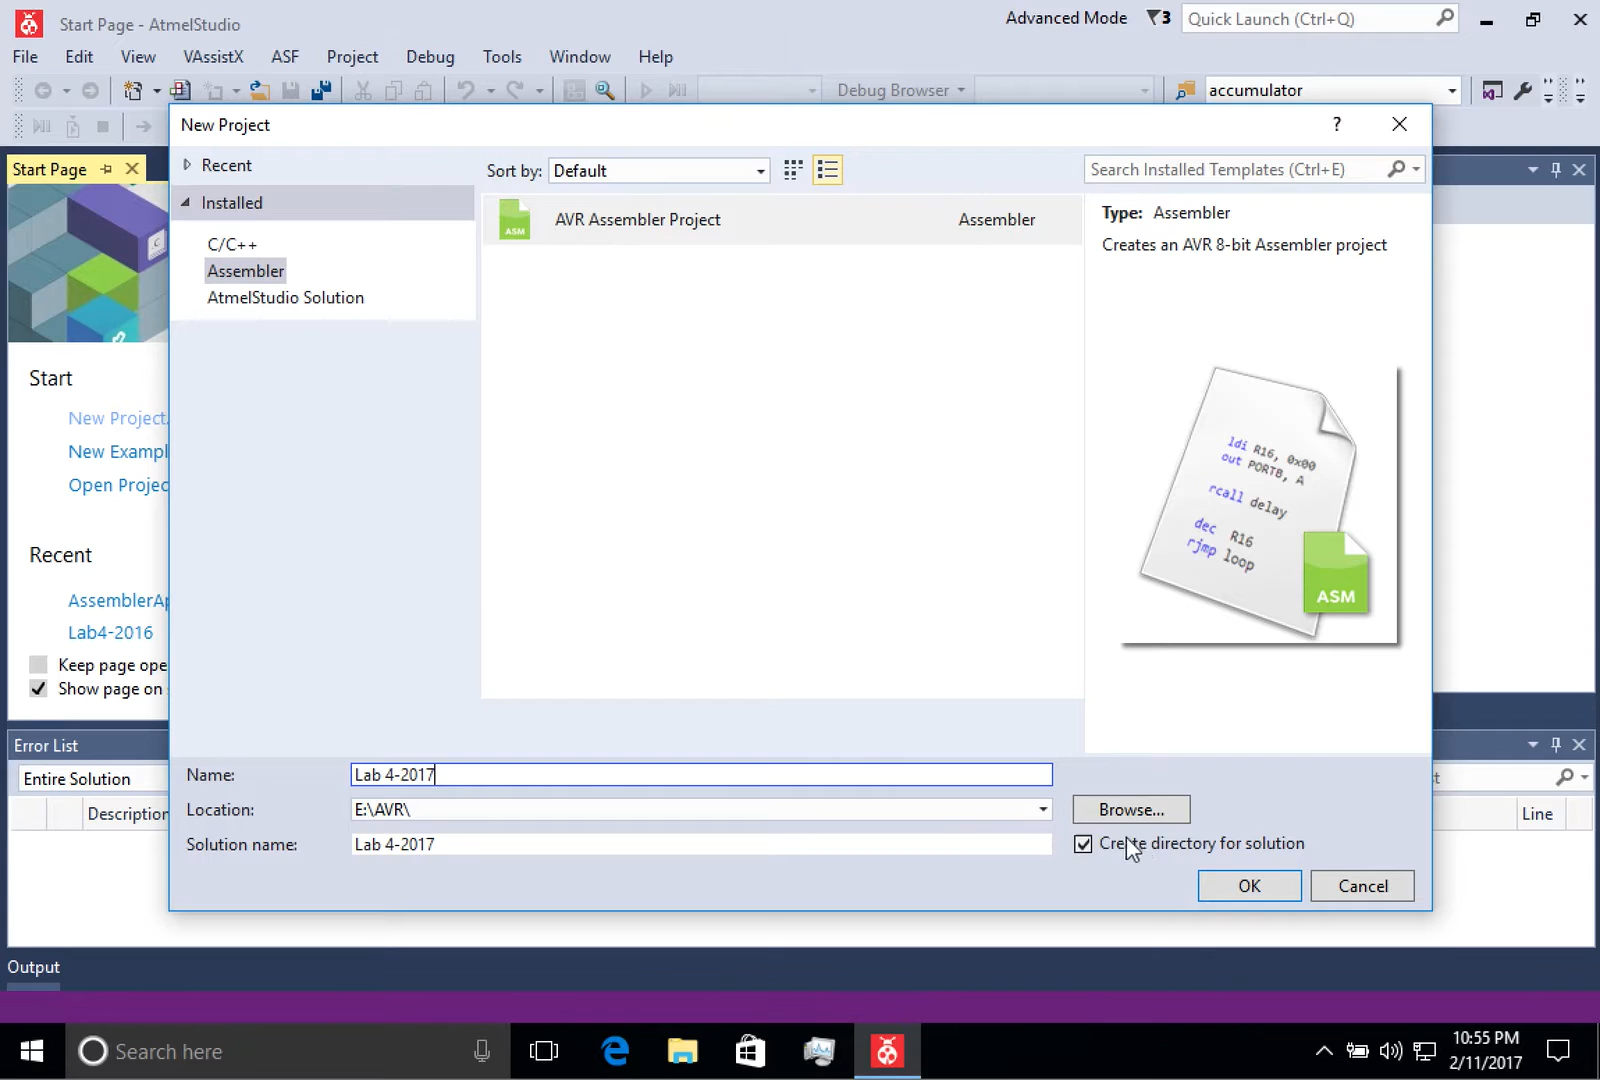 Start Page - AtmelStudio
Advanced Mode
3
Quick Launch (Ctrl+Q)
File Edit View VAssistX ASF Project Debug Tools Window Help
Debug Browser
accumulator
New Project
?
Start Page
Recent
Installed
C/C++
Assembler
AtmelStudio Solution
Sort by: Default
Search Installed Templates (Ctrl+E)
ASM
AVR Assembler Project
Assembler
Type: Assembler
Creates an AVR 8-bit Assembler project
ldi R16, 0x00
out PORTB, A
rcall delay
dec R16
rjmp loop
ASM
Start
New Project
New Exampl
Open Projec
Recent
AssemblerAp
Lab4-2016
Keep page ope
Show page on
Error List
Entire Solution
Description
Line
Name: Lab 4-2017
Location: E:\AVR\
Browse...
Solution name: Lab 4-2017
Create directory for solution
OK
Cancel
Output
Search here
10:55 PM
2/11/2017